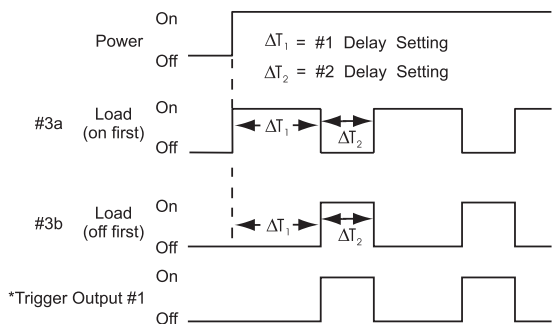 On
Power
Off
ΔT₁ = #1 Delay Setting
ΔT₂ = #2 Delay Setting
On
#3a Load
(on first)
Off
ΔT₁
ΔT₂
On
#3b Load
(off first)
Off
ΔT₁
ΔT₂
On
*Trigger Output #1
Off